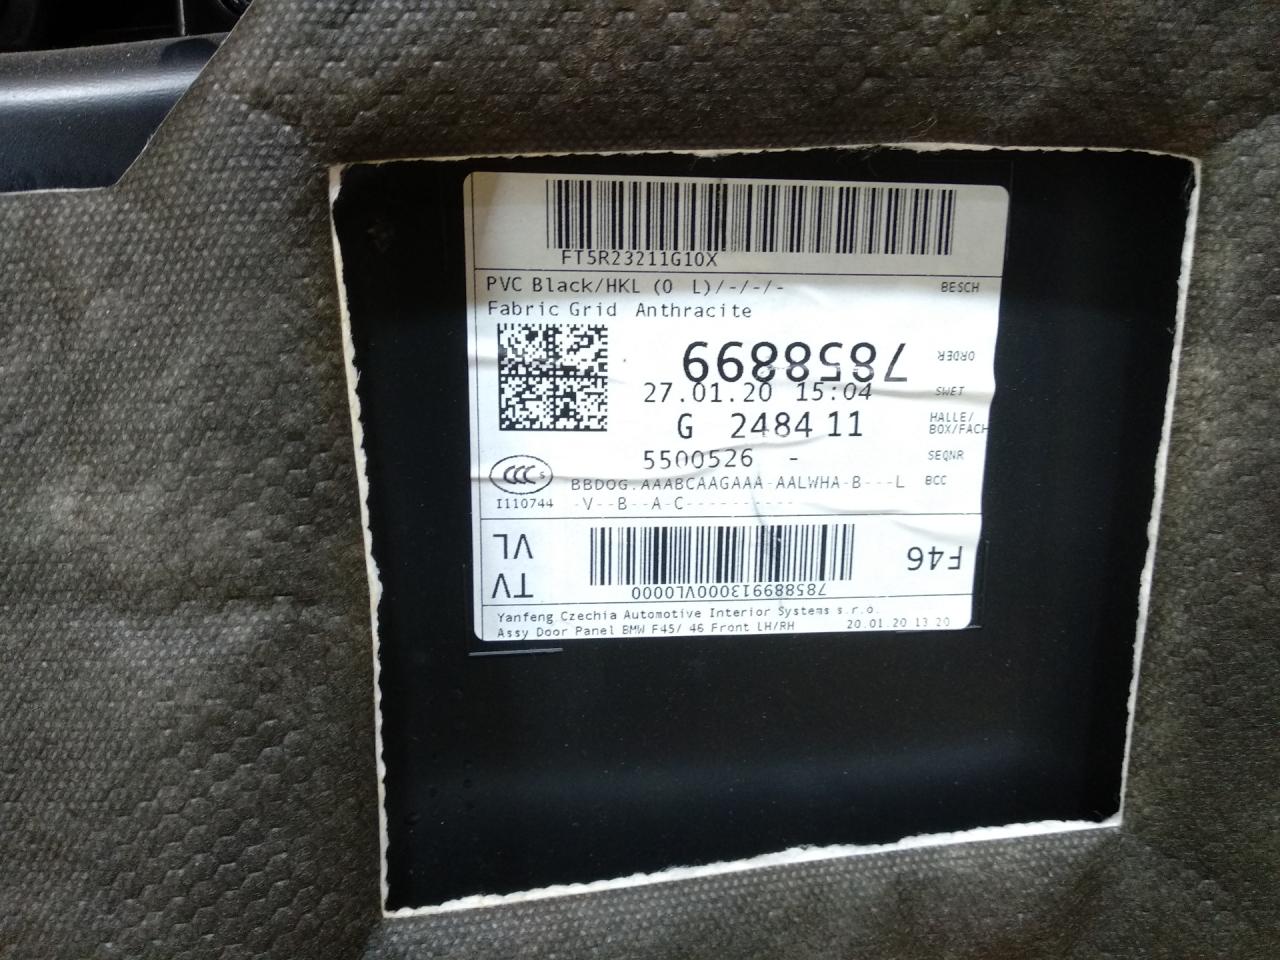 FT5R23211G10X
PVC Black/HKL (0 L)/-/-/- BESCH
Fabric Grid Anthracite
7858899 ORDER
27.01.20 15:04 SWET
G 2484 11 HALLE/
BOX/FACH
5500526 - SEQNR
CCC S
BBDOG.AAABCAAGAAA-AALWHA-B---L BCC
I110744 -V--B--A-C----------
VL
TV
F46
785889913000VL0000
Yanfeng Czechia Automotive Interior Systems s.r.o.
Assy Door Panel BMW F45/ 46 Front LH/RH 20.01.20 13 20